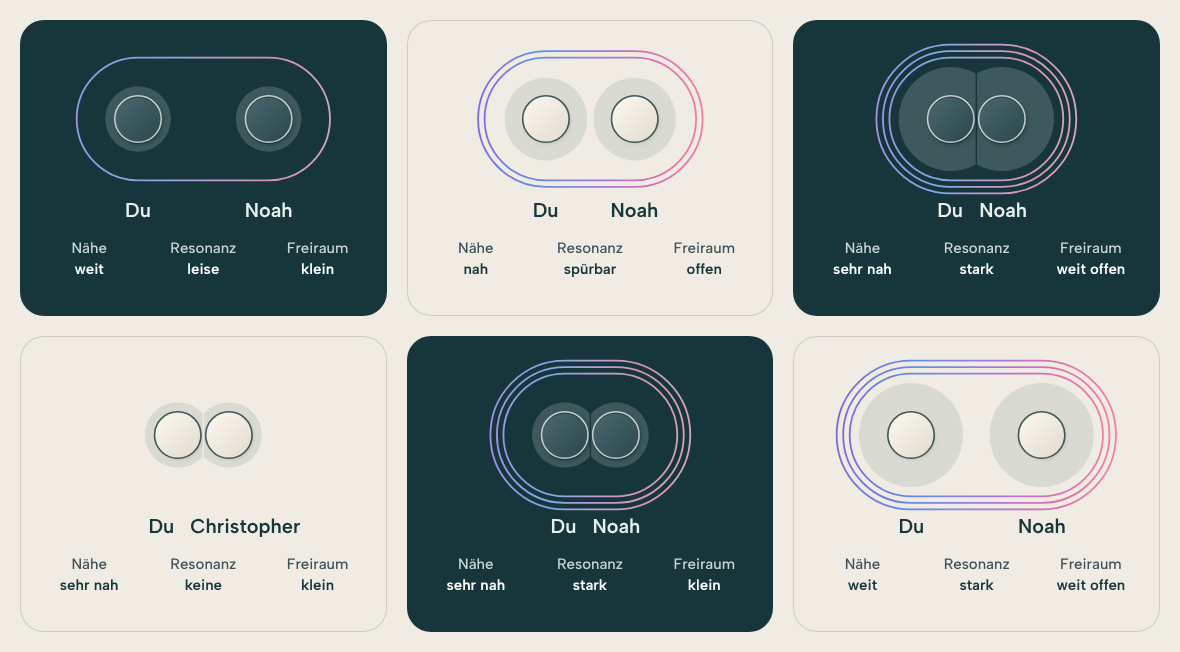 Du Noah
Nähe Resonanz Freiraum
weit leise klein
Du Noah
Nähe Resonanz Freiraum
nah spürbar offen
Du Noah
Nähe Resonanz Freiraum
sehr nah stark weit offen
Du Christopher
Nähe Resonanz Freiraum
sehr nah keine klein
Du Noah
Nähe Resonanz Freiraum
sehr nah stark klein
Du Noah
Nähe Resonanz Freiraum
weit stark weit offen